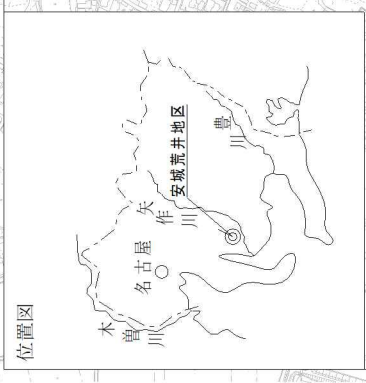 位置図
木曽川
名古屋
矢作川
安城荒井地区
豊川